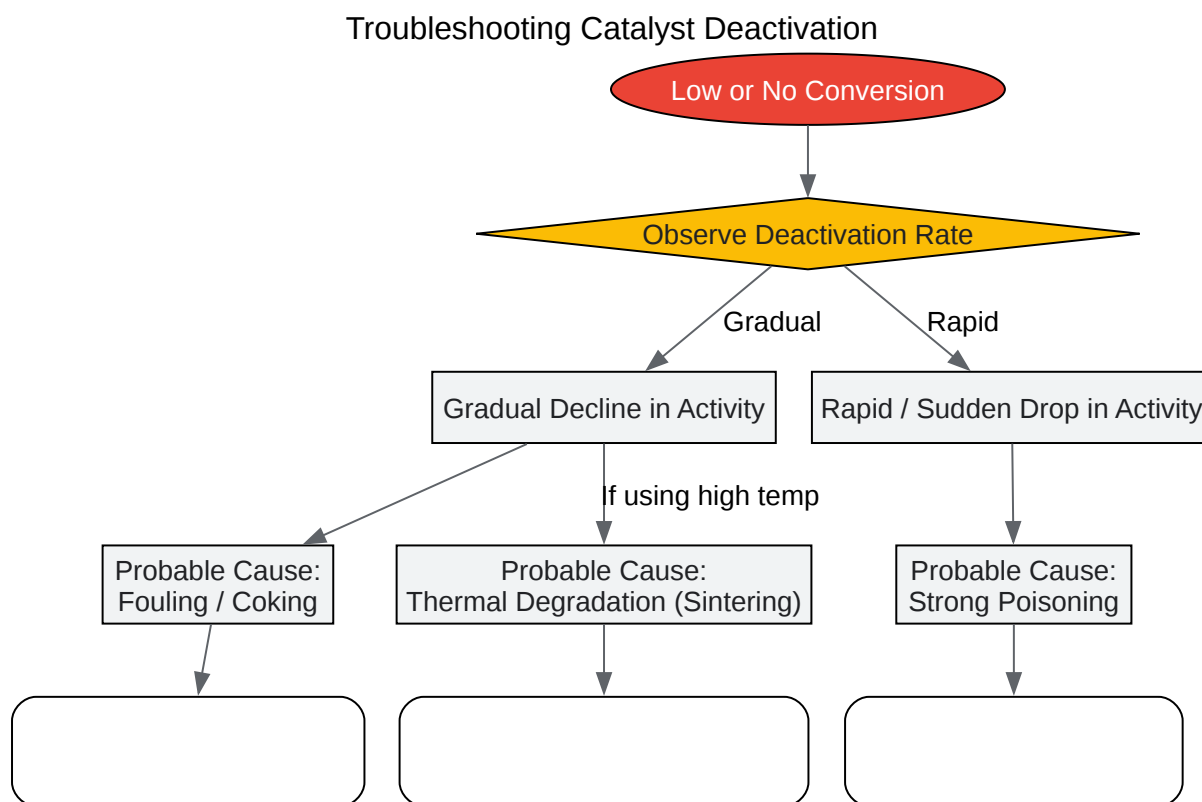 Troubleshooting Catalyst Deactivation
Low or No Conversion
Observe Deactivation Rate
Gradual
Rapid
Gradual Decline in Activity
Rapid / Sudden Drop in Activity
If using high temp
Probable Cause:
Fouling / Coking
Probable Cause:
Thermal Degradation (Sintering)
Probable Cause:
Strong Poisoning